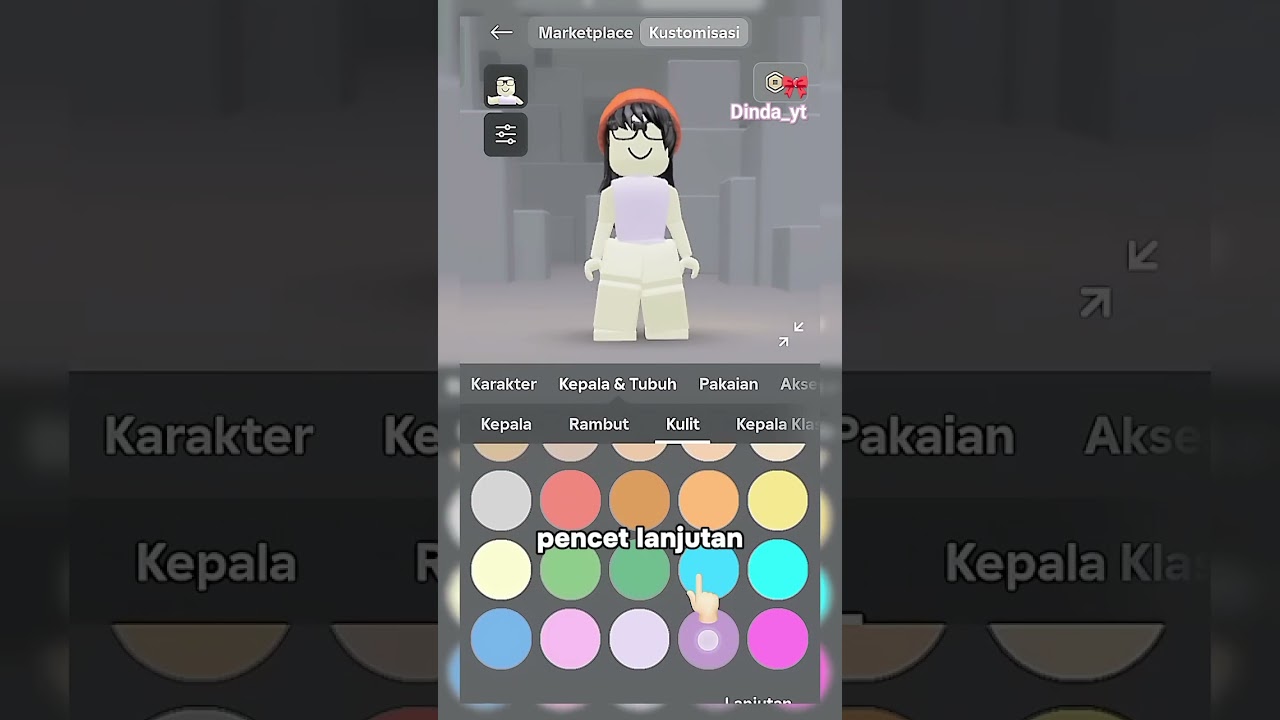 Marketplace Kustomisasi
Dinda_yt
Karakter Kepala & Tubuh Pakaian Akse
Kepala Rambut Kulit Kepala Klas
pencet lanjutan
Lanjutan
Karakter Ke Pakaian Akse
Kepala R Kepala Klas